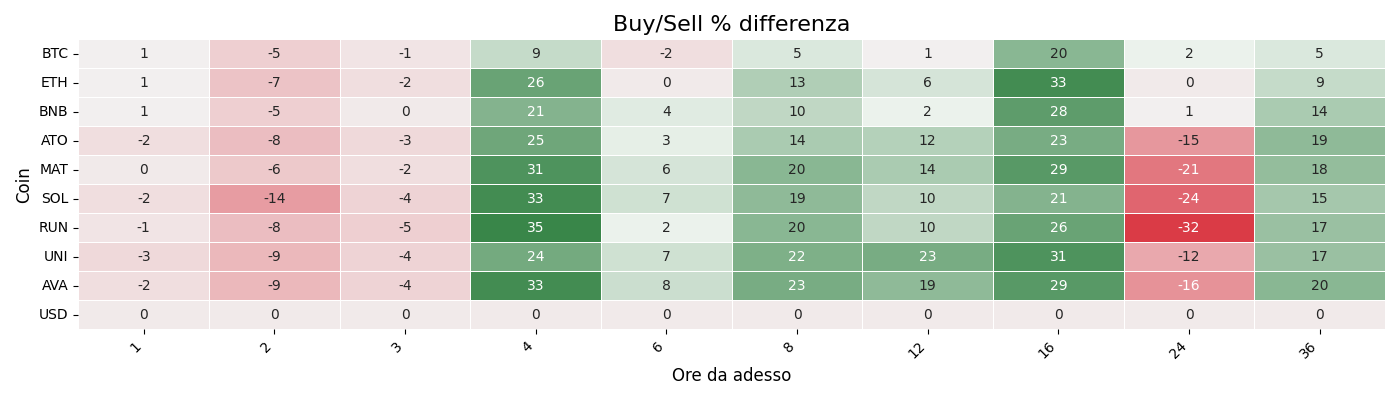 Buy/Sell % differenza
Coin
BTC 1 -5 -1 9 -2 5 1 20 2 5
ETH 1 -7 -2 26 0 13 6 33 0 9
BNB 1 -5 0 21 4 10 2 28 1 14
ATO -2 -8 -3 25 3 14 12 23 -15 19
MAT 0 -6 -2 31 6 20 14 29 -21 18
SOL -2 -14 -4 33 7 19 10 21 -24 15
RUN -1 -8 -5 35 2 20 10 26 -32 17
UNI -3 -9 -4 24 7 22 23 31 -12 17
AVA -2 -9 -4 33 8 23 19 29 -16 20
USD 0 0 0 0 0 0 0 0 0 0
1 2 3 4 6 8 12 16 24 36
Ore da adesso